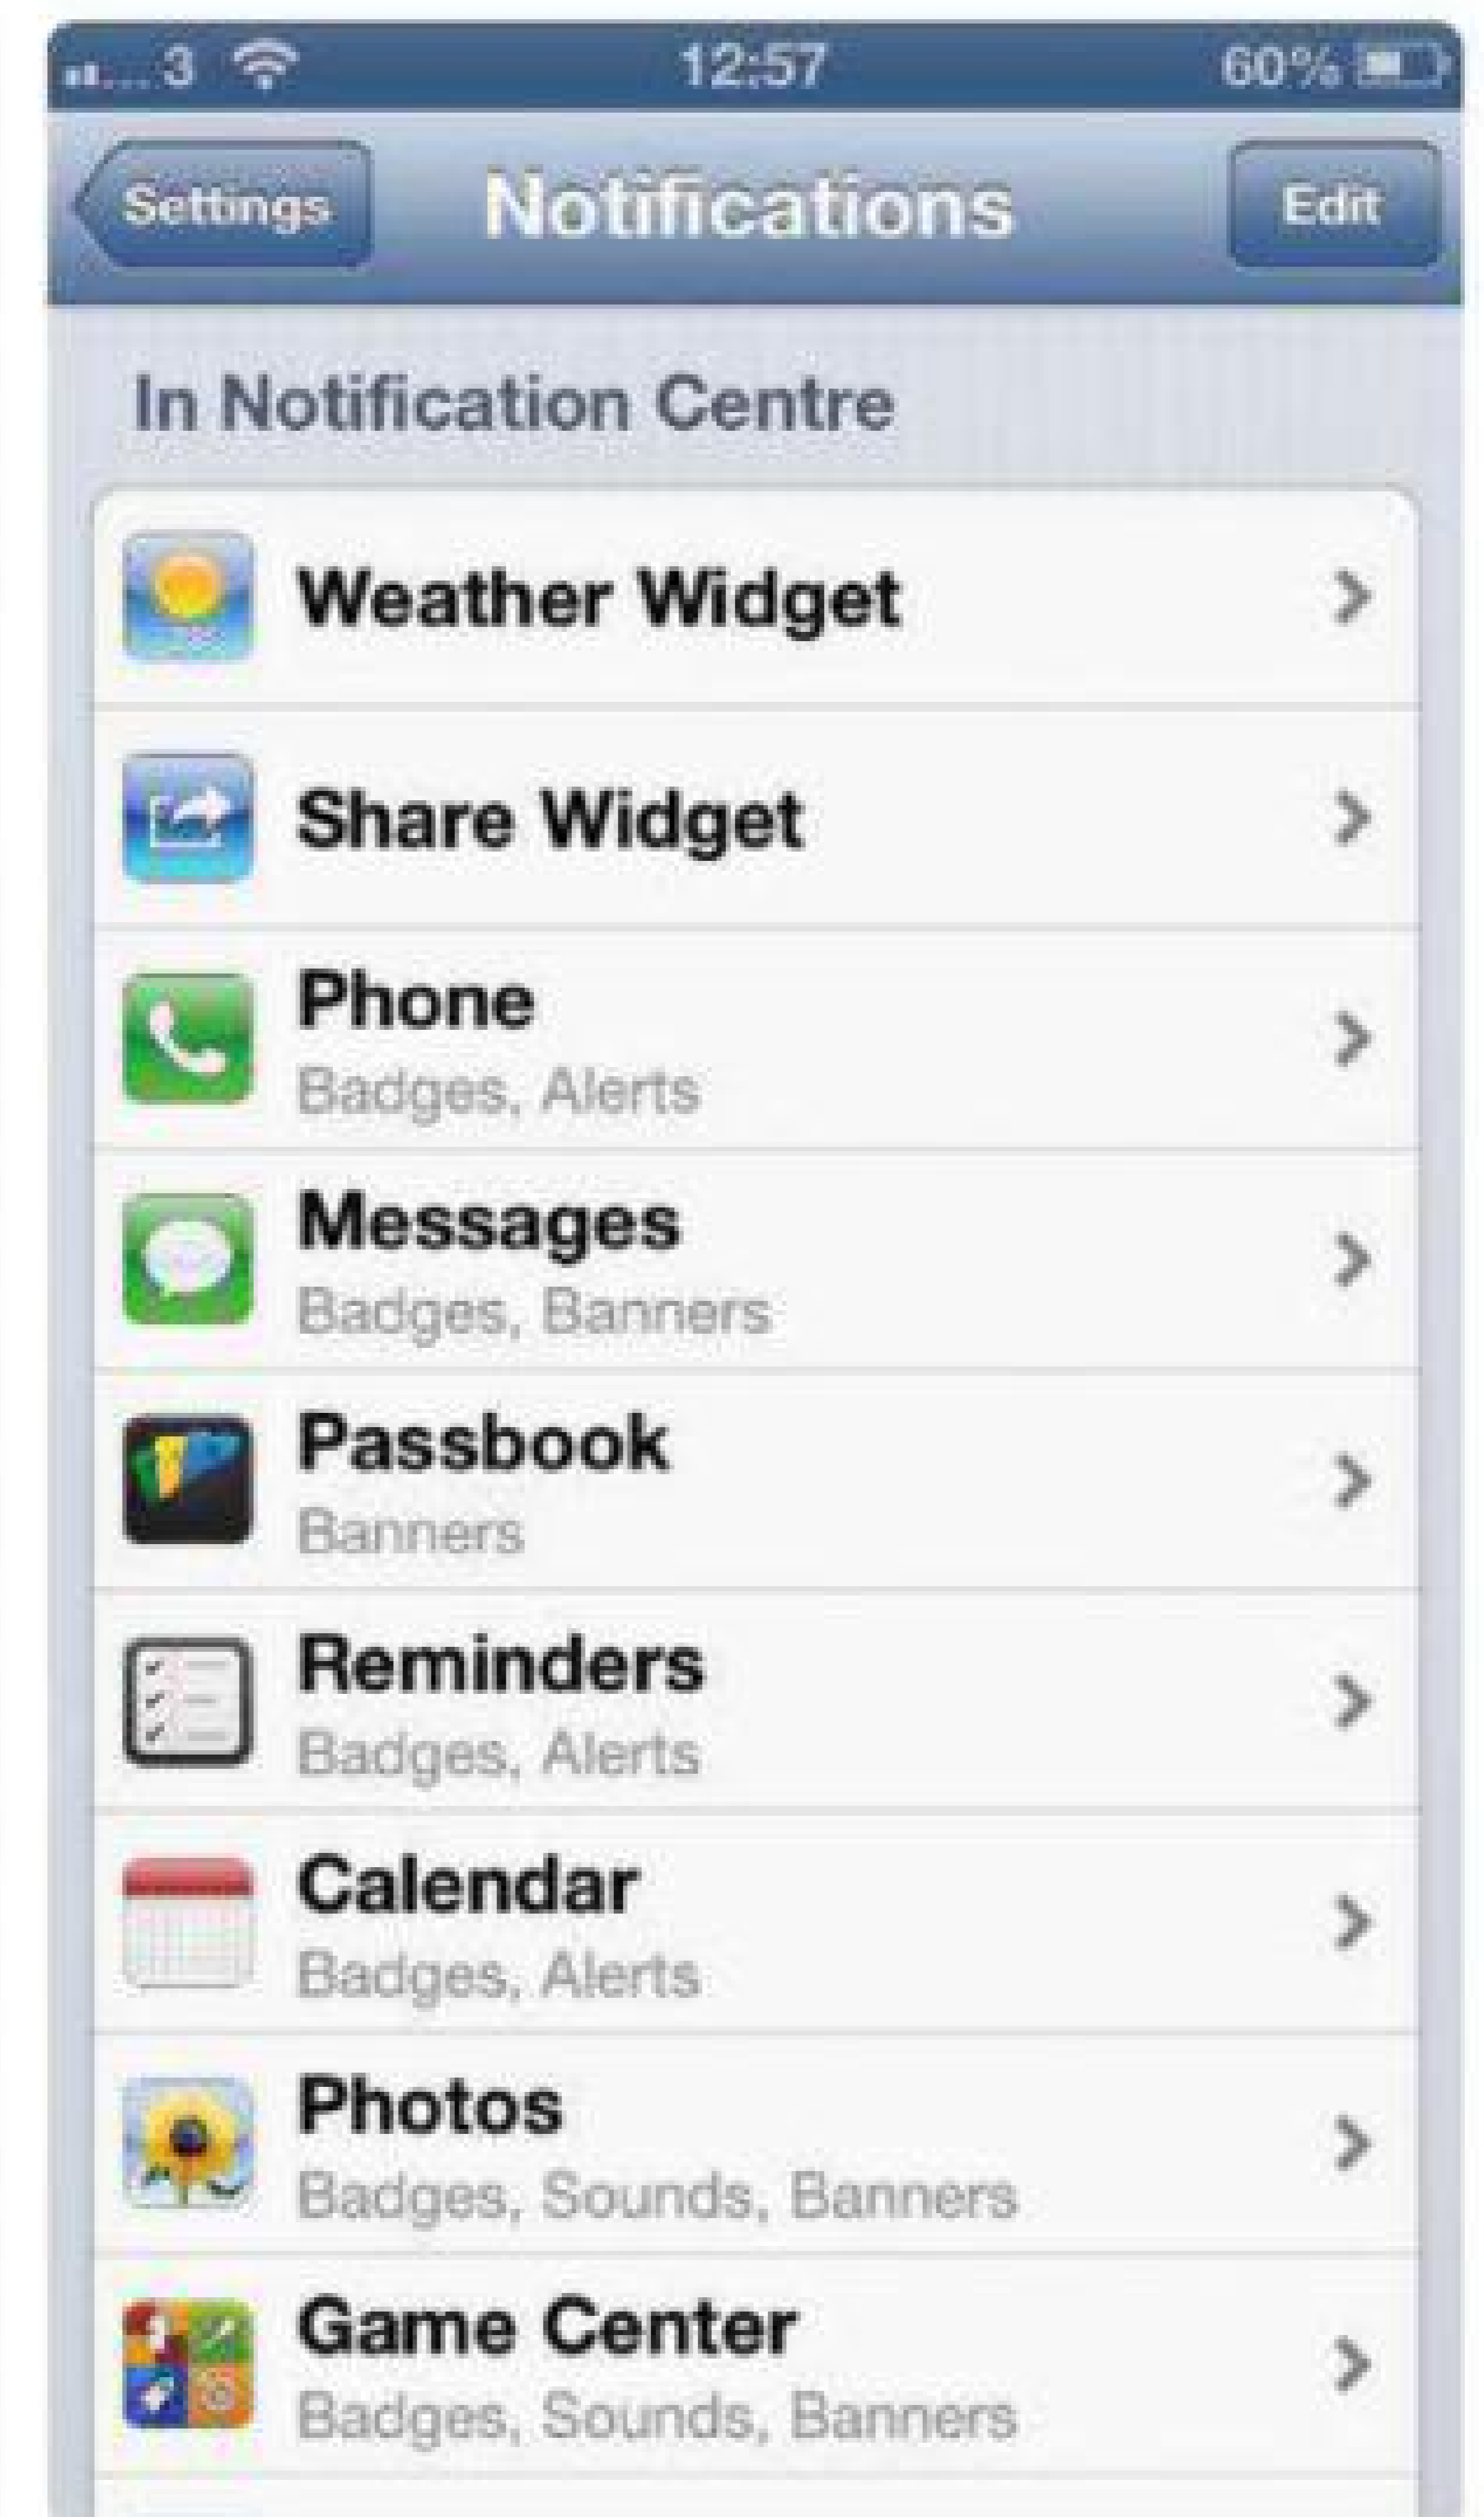 3 12:57 60%
Settings Notifications Edit
In Notification Centre
Weather Widget
Share Widget
Phone
Badges, Alerts
Messages
Badges, Banners
Passbook
Banners
Reminders
Badges, Alerts
Calendar
Badges, Alerts
Photos
Badges, Sounds, Banners
Game Center
Badges, Sounds, Banners